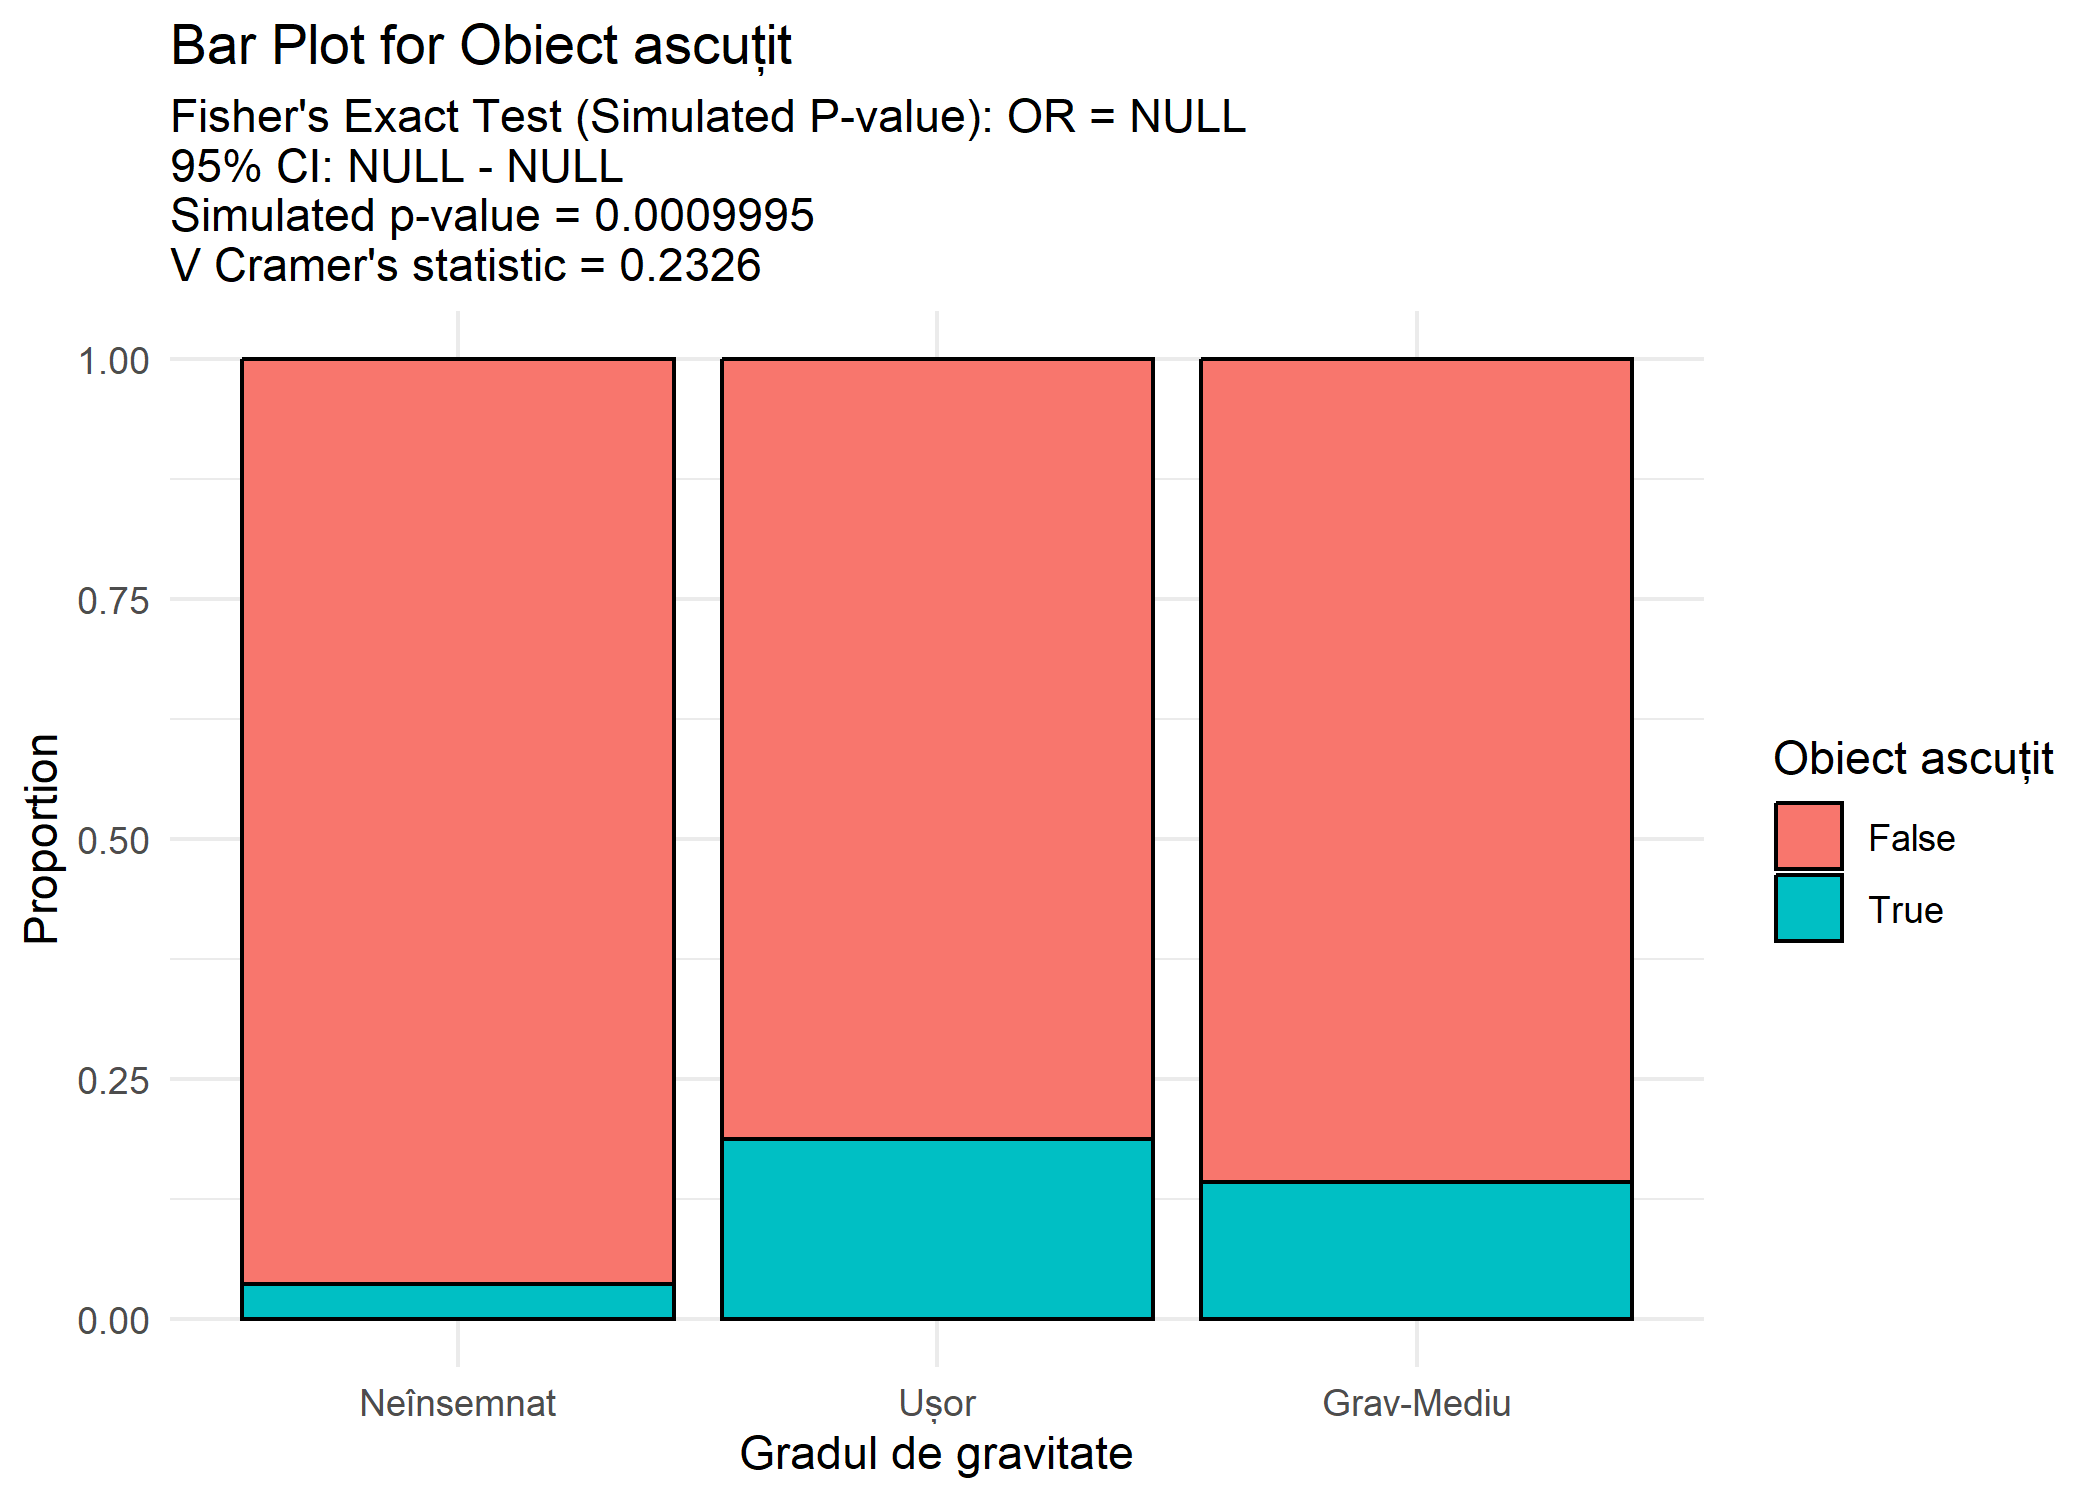 Bar Plot for Obiect ascuțit
Fisher's Exact Test (Simulated P-value): OR = NULL
95% CI: NULL - NULL
Simulated p-value = 0.0009995
V Cramer's statistic = 0.2326
1.00
0.75
0.50
0.25
0.00
Proportion
Neînsemnat
Ușor
Grav-Mediu
Gradul de gravitate
Obiect ascuțit
False
True